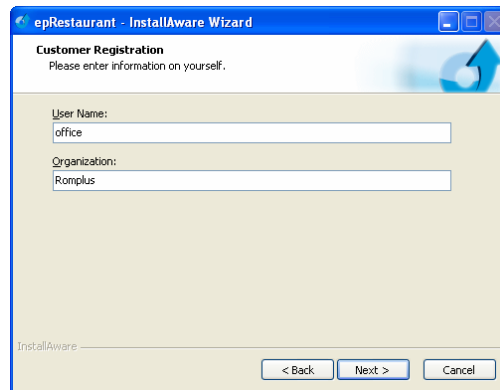 epRestaurant - InstallAware Wizard
Customer Registration
Please enter information on yourself.
User Name:
office
Organization:
Romplus
InstallAware
< Back Next > Cancel